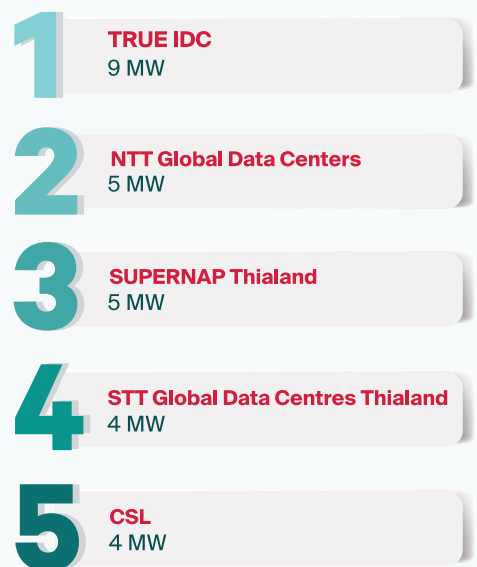 1
TRUE IDC
9 MW
2
NTT Global Data Centers
5 MW
3
SUPERNAP Thialand
5 MW
4
STT Global Data Centres Thialand
4 MW
5
CSL
4 MW